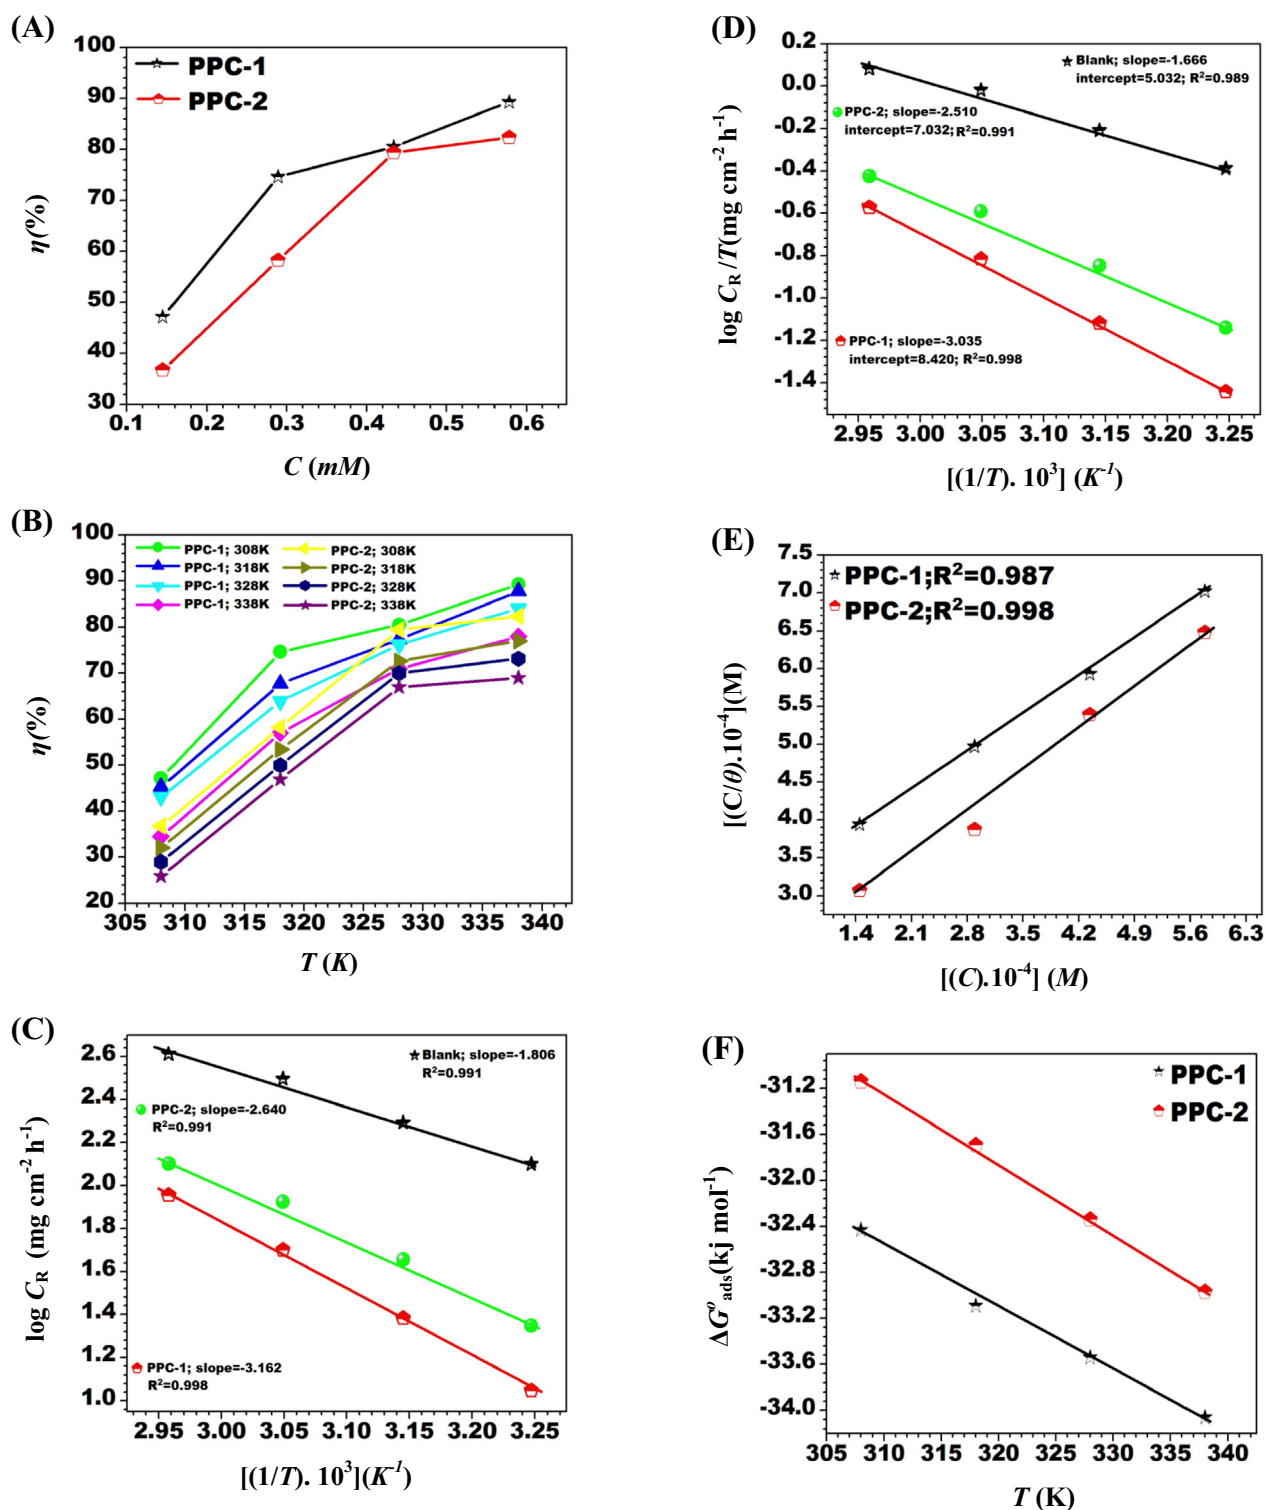 (A)
100
90
80
70
60
50
40
30
PPC-1
PPC-2
η(%)
0.1 0.2 0.3 0.4 0.5 0.6
C (mM)
(B)
100
90
80
70
60
50
40
30
20
PPC-1; 308K PPC-2; 308K
PPC-1; 318K PPC-2; 318K
PPC-1; 328K PPC-2; 328K
PPC-1; 338K PPC-2; 338K
η(%)
305 310 315 320 325 330 335 340
T (K)
(C)
2.6
2.4
2.2
2.0
1.8
1.6
1.4
1.2
1.0
Blank; slope=-1.806
R²=0.991
PPC-2; slope=-2.640
R²=0.991
PPC-1; slope=-3.162
R²=0.998
log C_R (mg cm⁻² h⁻¹)
2.95 3.00 3.05 3.10 3.15 3.20 3.25
[(1/T). 10³](K⁻¹)
(D)
0.2
0.0
-0.2
-0.4
-0.6
-0.8
-1.0
-1.2
-1.4
Blank; slope=-1.666
intercept=5.032; R²=0.989
PPC-2; slope=-2.510
intercept=7.032; R²=0.991
PPC-1; slope=-3.035
intercept=8.420; R²=0.998
log C_R /T(mg cm⁻² h⁻¹)
2.95 3.00 3.05 3.10 3.15 3.20 3.25
[(1/T). 10³] (K⁻¹)
(E)
7.5
7.0
6.5
6.0
5.5
5.0
4.5
4.0
3.5
3.0
PPC-1;R²=0.987
PPC-2;R²=0.998
[(C/θ).10⁻⁴](M)
1.4 2.1 2.8 3.5 4.2 4.9 5.6 6.3
[(C).10⁻⁴] (M)
(F)
-31.2
-31.6
-32.0
-32.4
-32.8
-33.2
-33.6
-34.0
PPC-1
PPC-2
ΔG°ads(kj mol⁻¹)
305 310 315 320 325 330 335 340
T (K)